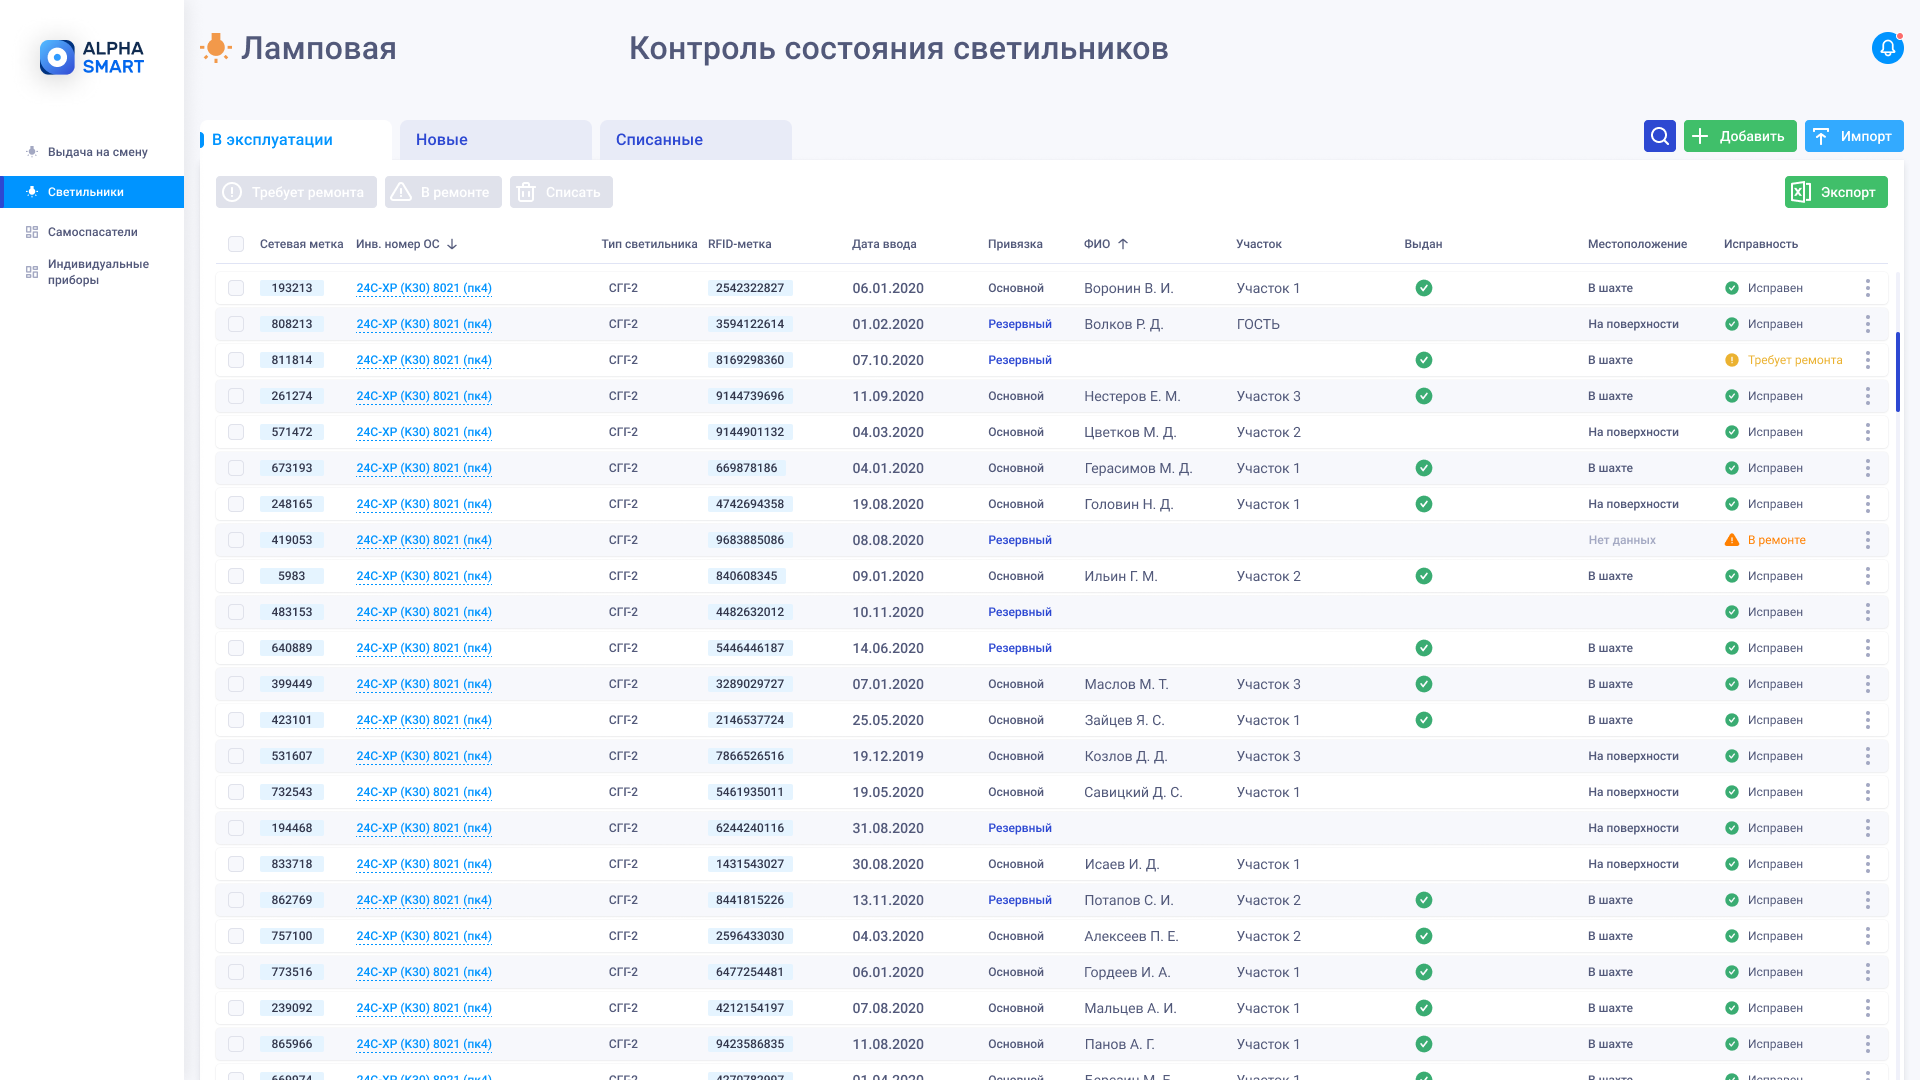 ALPHA
SMART
Ламповая
Контроль состояния светильников
Выдача на смену
Светильники
Самоспасатели
Индивидуальные
приборы
В эксплуатации Новые Списанные
Добавить Импорт
Требует ремонта В ремонте Списать Экспорт
Сетевая метка Инв. номер ОС Тип светильника RFID-метка Дата ввода Привязка ФИО Участок Выдан Местоположение Исправность
193213 24С-ХР (К30) 8021 (пк4) СГГ-2 2542322827 06.01.2020 Основной Воронин В. И. Участок 1 В шахте Исправен
808213 24С-ХР (К30) 8021 (пк4) СГГ-2 3594122614 01.02.2020 Резервный Волков Р. Д. ГОСТЬ На поверхности Исправен
811814 24С-ХР (К30) 8021 (пк4) СГГ-2 8169298360 07.10.2020 Резервный В шахте Требует ремонта
261274 24С-ХР (К30) 8021 (пк4) СГГ-2 9144739696 11.09.2020 Основной Нестеров Е. М. Участок 3 В шахте Исправен
571472 24С-ХР (К30) 8021 (пк4) СГГ-2 9144901132 04.03.2020 Основной Цветков М. Д. Участок 2 На поверхности Исправен
673193 24С-ХР (К30) 8021 (пк4) СГГ-2 669878186 04.01.2020 Основной Герасимов М. Д. Участок 1 В шахте Исправен
248165 24С-ХР (К30) 8021 (пк4) СГГ-2 4742694358 19.08.2020 Основной Головин Н. Д. Участок 1 На поверхности Исправен
419053 24С-ХР (К30) 8021 (пк4) СГГ-2 9683885086 08.08.2020 Резервный Нет данных В ремонте
5983 24С-ХР (К30) 8021 (пк4) СГГ-2 840608345 09.01.2020 Основной Ильин Г. М. Участок 2 В шахте Исправен
483153 24С-ХР (К30) 8021 (пк4) СГГ-2 4482632012 10.11.2020 Резервный Исправен
640889 24С-ХР (К30) 8021 (пк4) СГГ-2 5446446187 14.06.2020 Резервный В шахте Исправен
399449 24С-ХР (К30) 8021 (пк4) СГГ-2 3289029727 07.01.2020 Основной Маслов М. Т. Участок 3 В шахте Исправен
423101 24С-ХР (К30) 8021 (пк4) СГГ-2 2146537724 25.05.2020 Основной Зайцев Я. С. Участок 1 В шахте Исправен
531607 24С-ХР (К30) 8021 (пк4) СГГ-2 7866526516 19.12.2019 Основной Козлов Д. Д. Участок 3 На поверхности Исправен
732543 24С-ХР (К30) 8021 (пк4) СГГ-2 5461935011 19.05.2020 Основной Савицкий Д. С. Участок 1 На поверхности Исправен
194468 24С-ХР (К30) 8021 (пк4) СГГ-2 6244240116 31.08.2020 Резервный На поверхности Исправен
833718 24С-ХР (К30) 8021 (пк4) СГГ-2 1431543027 30.08.2020 Основной Исаев И. Д. Участок 1 На поверхности Исправен
862769 24С-ХР (К30) 8021 (пк4) СГГ-2 8441815226 13.11.2020 Резервный Потапов С. И. Участок 2 В шахте Исправен
757100 24С-ХР (К30) 8021 (пк4) СГГ-2 2596433030 04.03.2020 Основной Алексеев П. Е. Участок 2 В шахте Исправен
773516 24С-ХР (К30) 8021 (пк4) СГГ-2 6477254481 06.01.2020 Основной Гордеев И. А. Участок 1 В шахте Исправен
239092 24С-ХР (К30) 8021 (пк4) СГГ-2 4212154197 07.08.2020 Основной Мальцев А. И. Участок 1 В шахте Исправен
865966 24С-ХР (К30) 8021 (пк4) СГГ-2 9423586835 11.08.2020 Основной Панов А. Г. Участок 1 В шахте Исправен
24С-ХР (К30) 8021 (пк4) СГГ-2 Основной Участок 1 В шахте Исправен